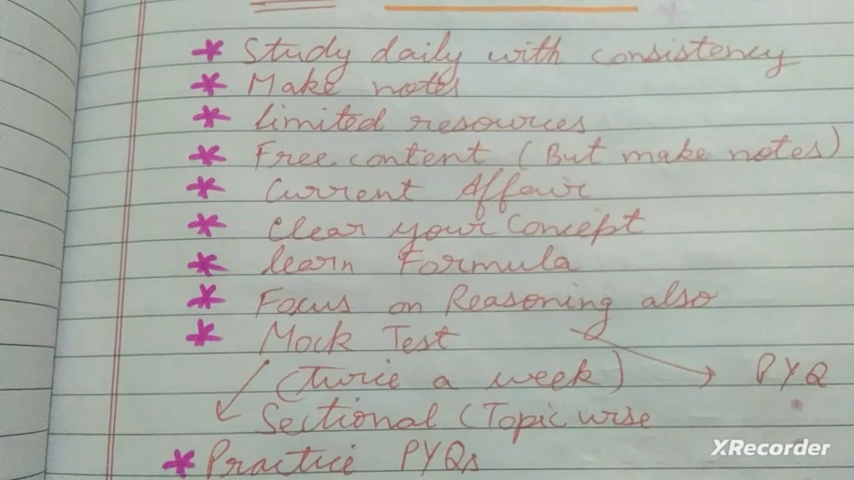 * Study daily with consistency
* Make notes
* limited resources
* Free content (But make notes)
* Current Affair
* Clear your Concept
* learn Formula
* Focus on Reasoning also
* Mock Test
(twice a week) → PYQ
Sectional (Topic wise
* Practice PYQs
XRecorder